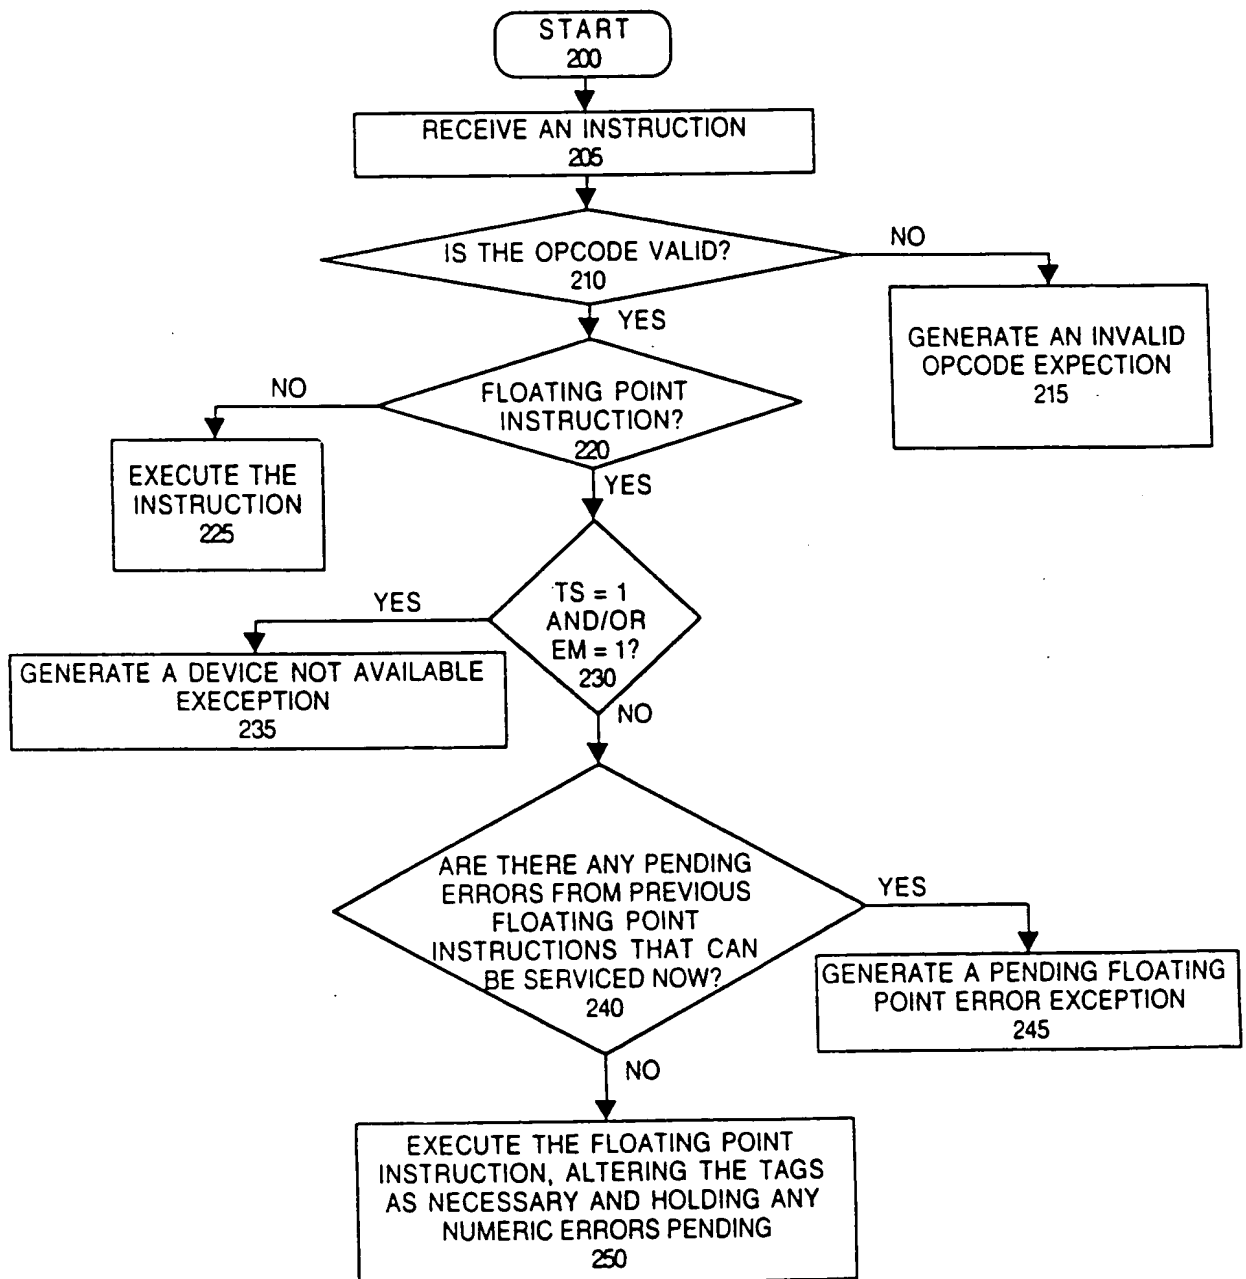 START
200
RECEIVE AN INSTRUCTION
205
IS THE OPCODE VALID?
210
NO
YES
GENERATE AN INVALID
OPCODE EXPECTION
215
NO
FLOATING POINT
INSTRUCTION?
220
YES
EXECUTE THE
INSTRUCTION
225
YES
TS = 1
AND/OR
EM = 1?
230
NO
GENERATE A DEVICE NOT AVAILABLE
EXECEPTION
235
ARE THERE ANY PENDING
ERRORS FROM PREVIOUS
FLOATING POINT
INSTRUCTIONS THAT CAN
BE SERVICED NOW?
240
YES
NO
GENERATE A PENDING FLOATING
POINT ERROR EXCEPTION
245
EXECUTE THE FLOATING POINT
INSTRUCTION, ALTERING THE TAGS
AS NECESSARY AND HOLDING ANY
NUMERIC ERRORS PENDING
250